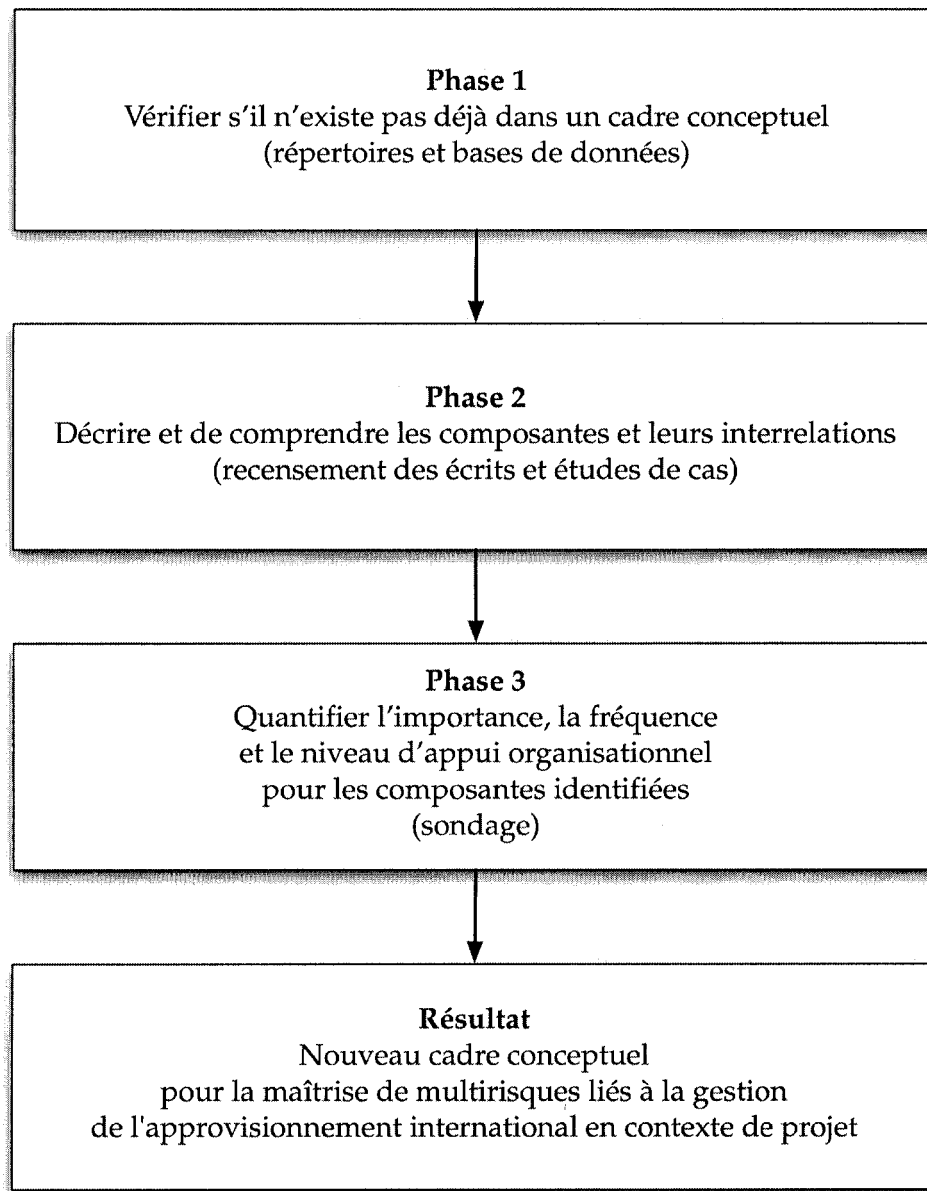 Phase 1
Vérifier s'il n'existe pas déjà dans un cadre conceptuel
(répertoires et bases de données)
Phase 2
Décrire et de comprendre les composantes et leurs interrelations
(recensement des écrits et études de cas)
Phase 3
Quantifier l'importance, la fréquence
et le niveau d'appui organisationnel
pour les composantes identifiées
(sondage)
Résultat
Nouveau cadre conceptuel
pour la maîtrise de multirisques liés à la gestion
de l'approvisionnement international en contexte de projet